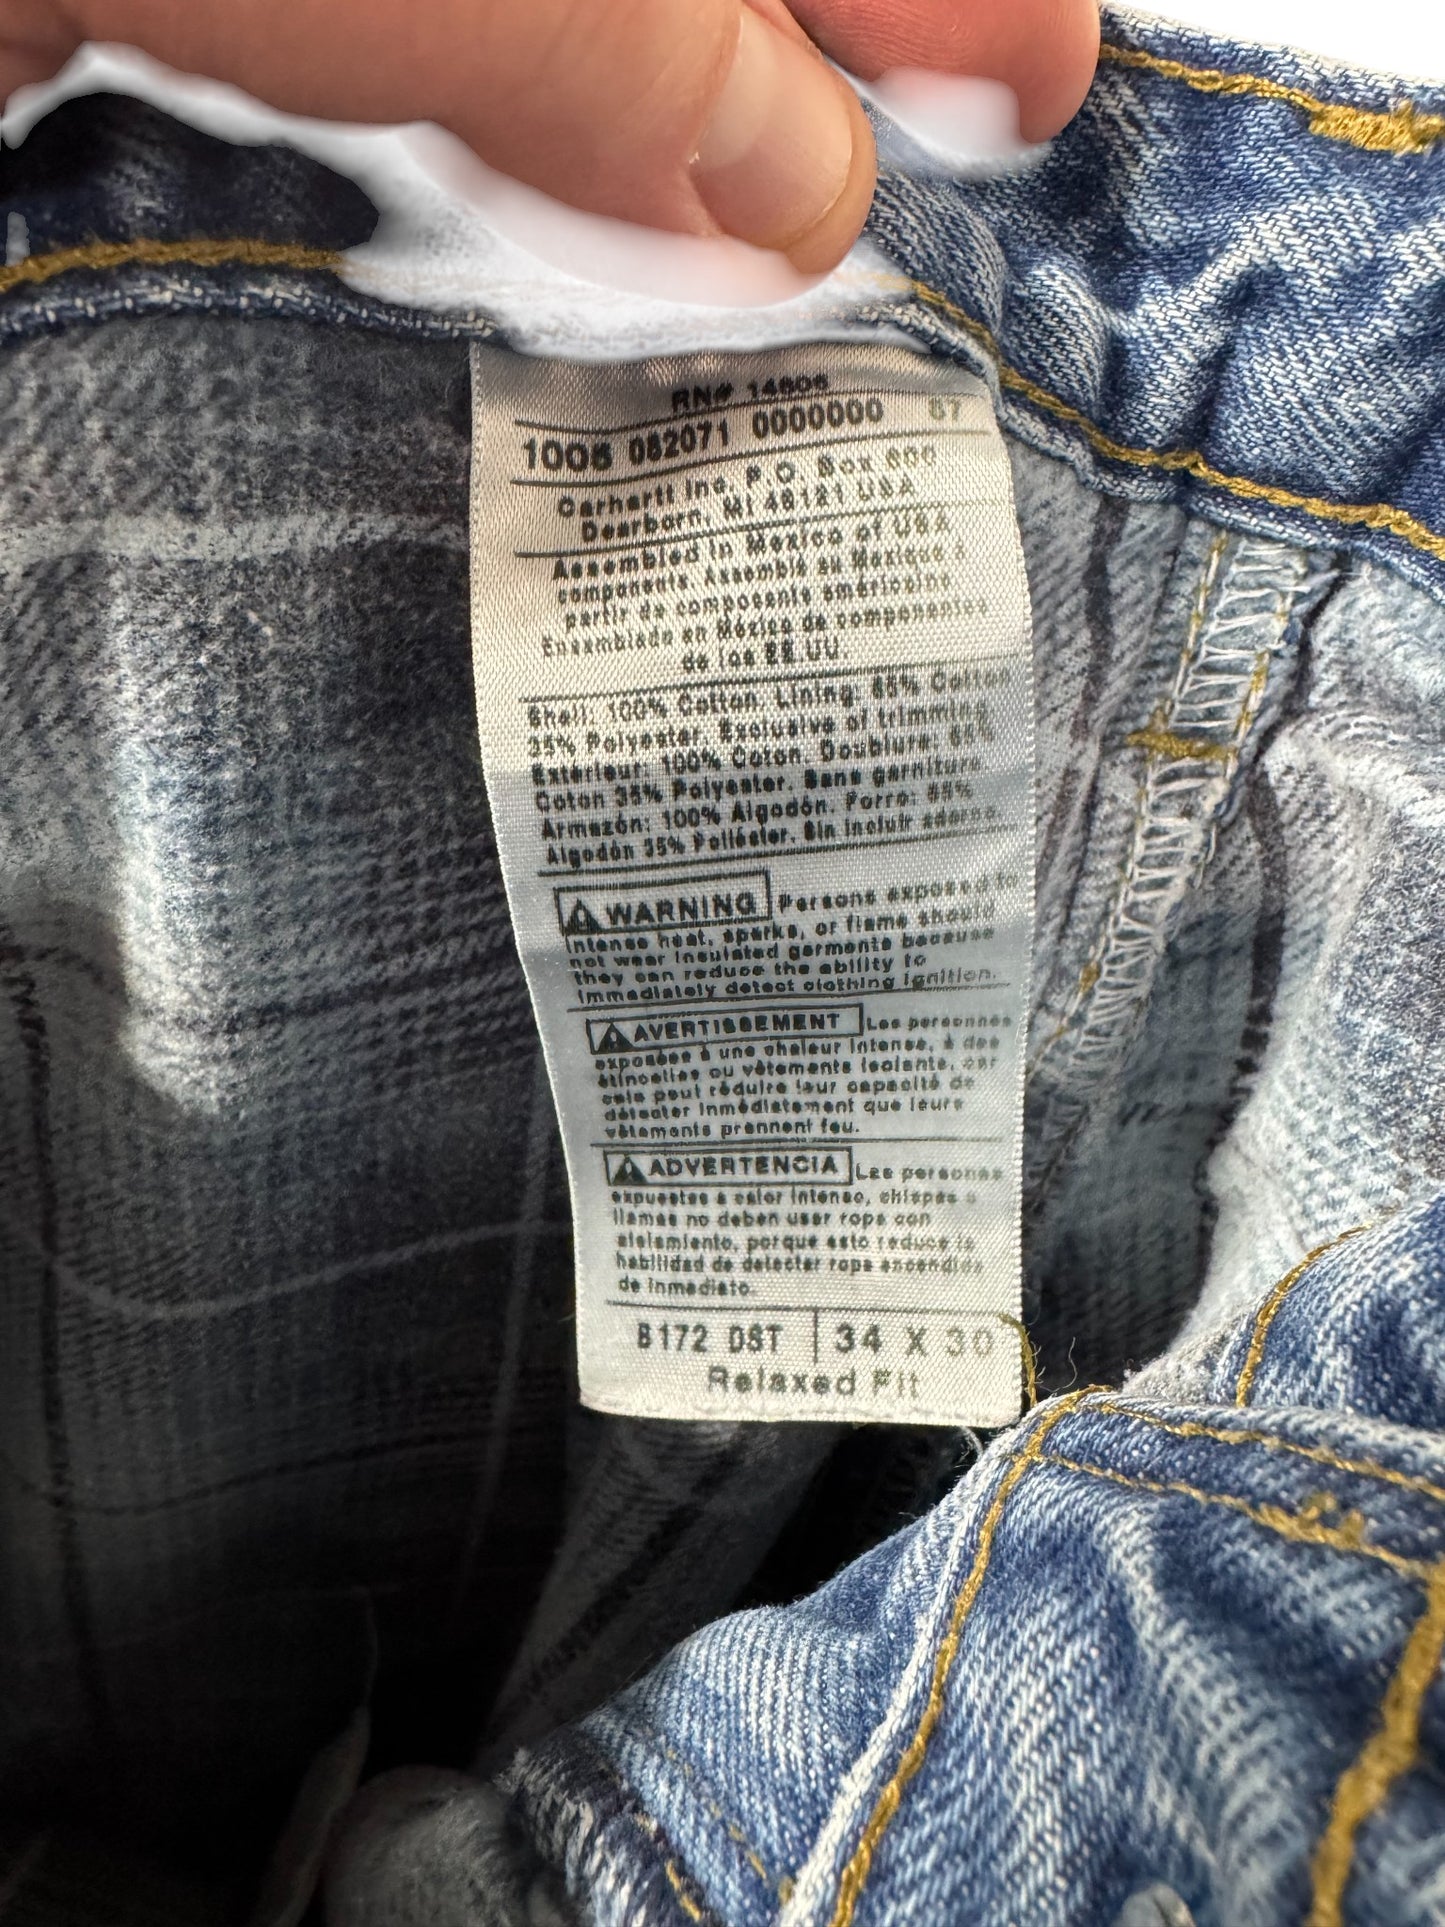 RN# 14806
1006 082071 0000000 57
Carhartt Inc, P.O. Box 600
Dearborn, MI 48121 USA
Assembled in Mexico of USA
components. Assemblé au Mexique à
partir de composants américains
Ensamblado en México de componentes
de los EE.UU.
Shell: 100% Cotton. Lining: 65% Cotton
35% Polyester. Exclusive of trimming
Extérieur: 100% Coton. Doublure: 65%
Coton 35% Polyester. Sans garniture
Armazón: 100% Algodón. Forro: 65%
Algodón 35% Poliéster. Sin incluir adorno.
WARNING Persons exposed to
intense heat, sparks, or flame should
not wear insulated garments because
they can reduce the ability to
immediately detect clothing ignition.
AVERTISSEMENT Les personnes
exposées à une chaleur intense, à des
étincelles ou vêtements isolants, car
cela peut réduire leur capacité de
détecter immédiatement que leurs
vêtements prennent feu.
ADVERTENCIA Las personas
expuestas a calor intenso, chispas o
llamas no deben usar ropa con
aislamiento, porque esto reduce la
habilidad de detectar ropa encendida
de inmediato.
B172 DST 34 X 30
Relaxed Fit